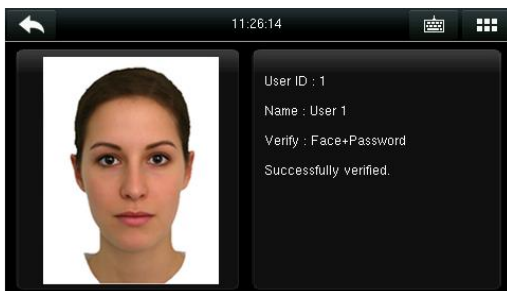 11:26:14
User ID : 1
Name : User 1
Verify : Face+Password
Successfully verified.